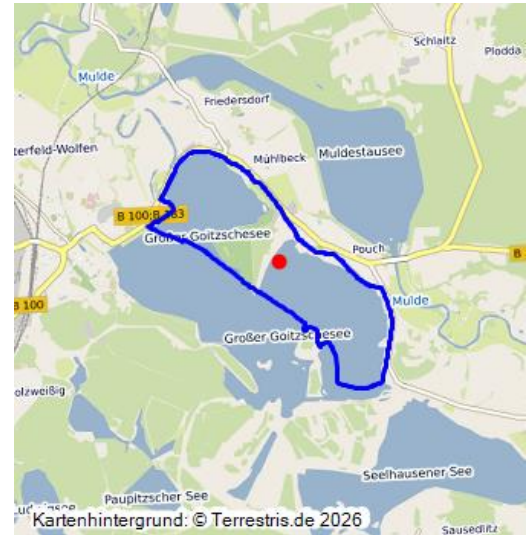 Schlaitz
Plodda
Mulde
Friedersdorf
terfeld-Wolfen
Mühlbeck
Muldestausee
B 100;B 183
Großer Goitzschesee
Pouch
B
B 100
Mulde
Großer Goitzschesee
olzweißig
Seelhausener See
Paupitzscher See
Ludwigsee
Kartenhintergrund: © Terrestris.de 2026
Sausedlitz